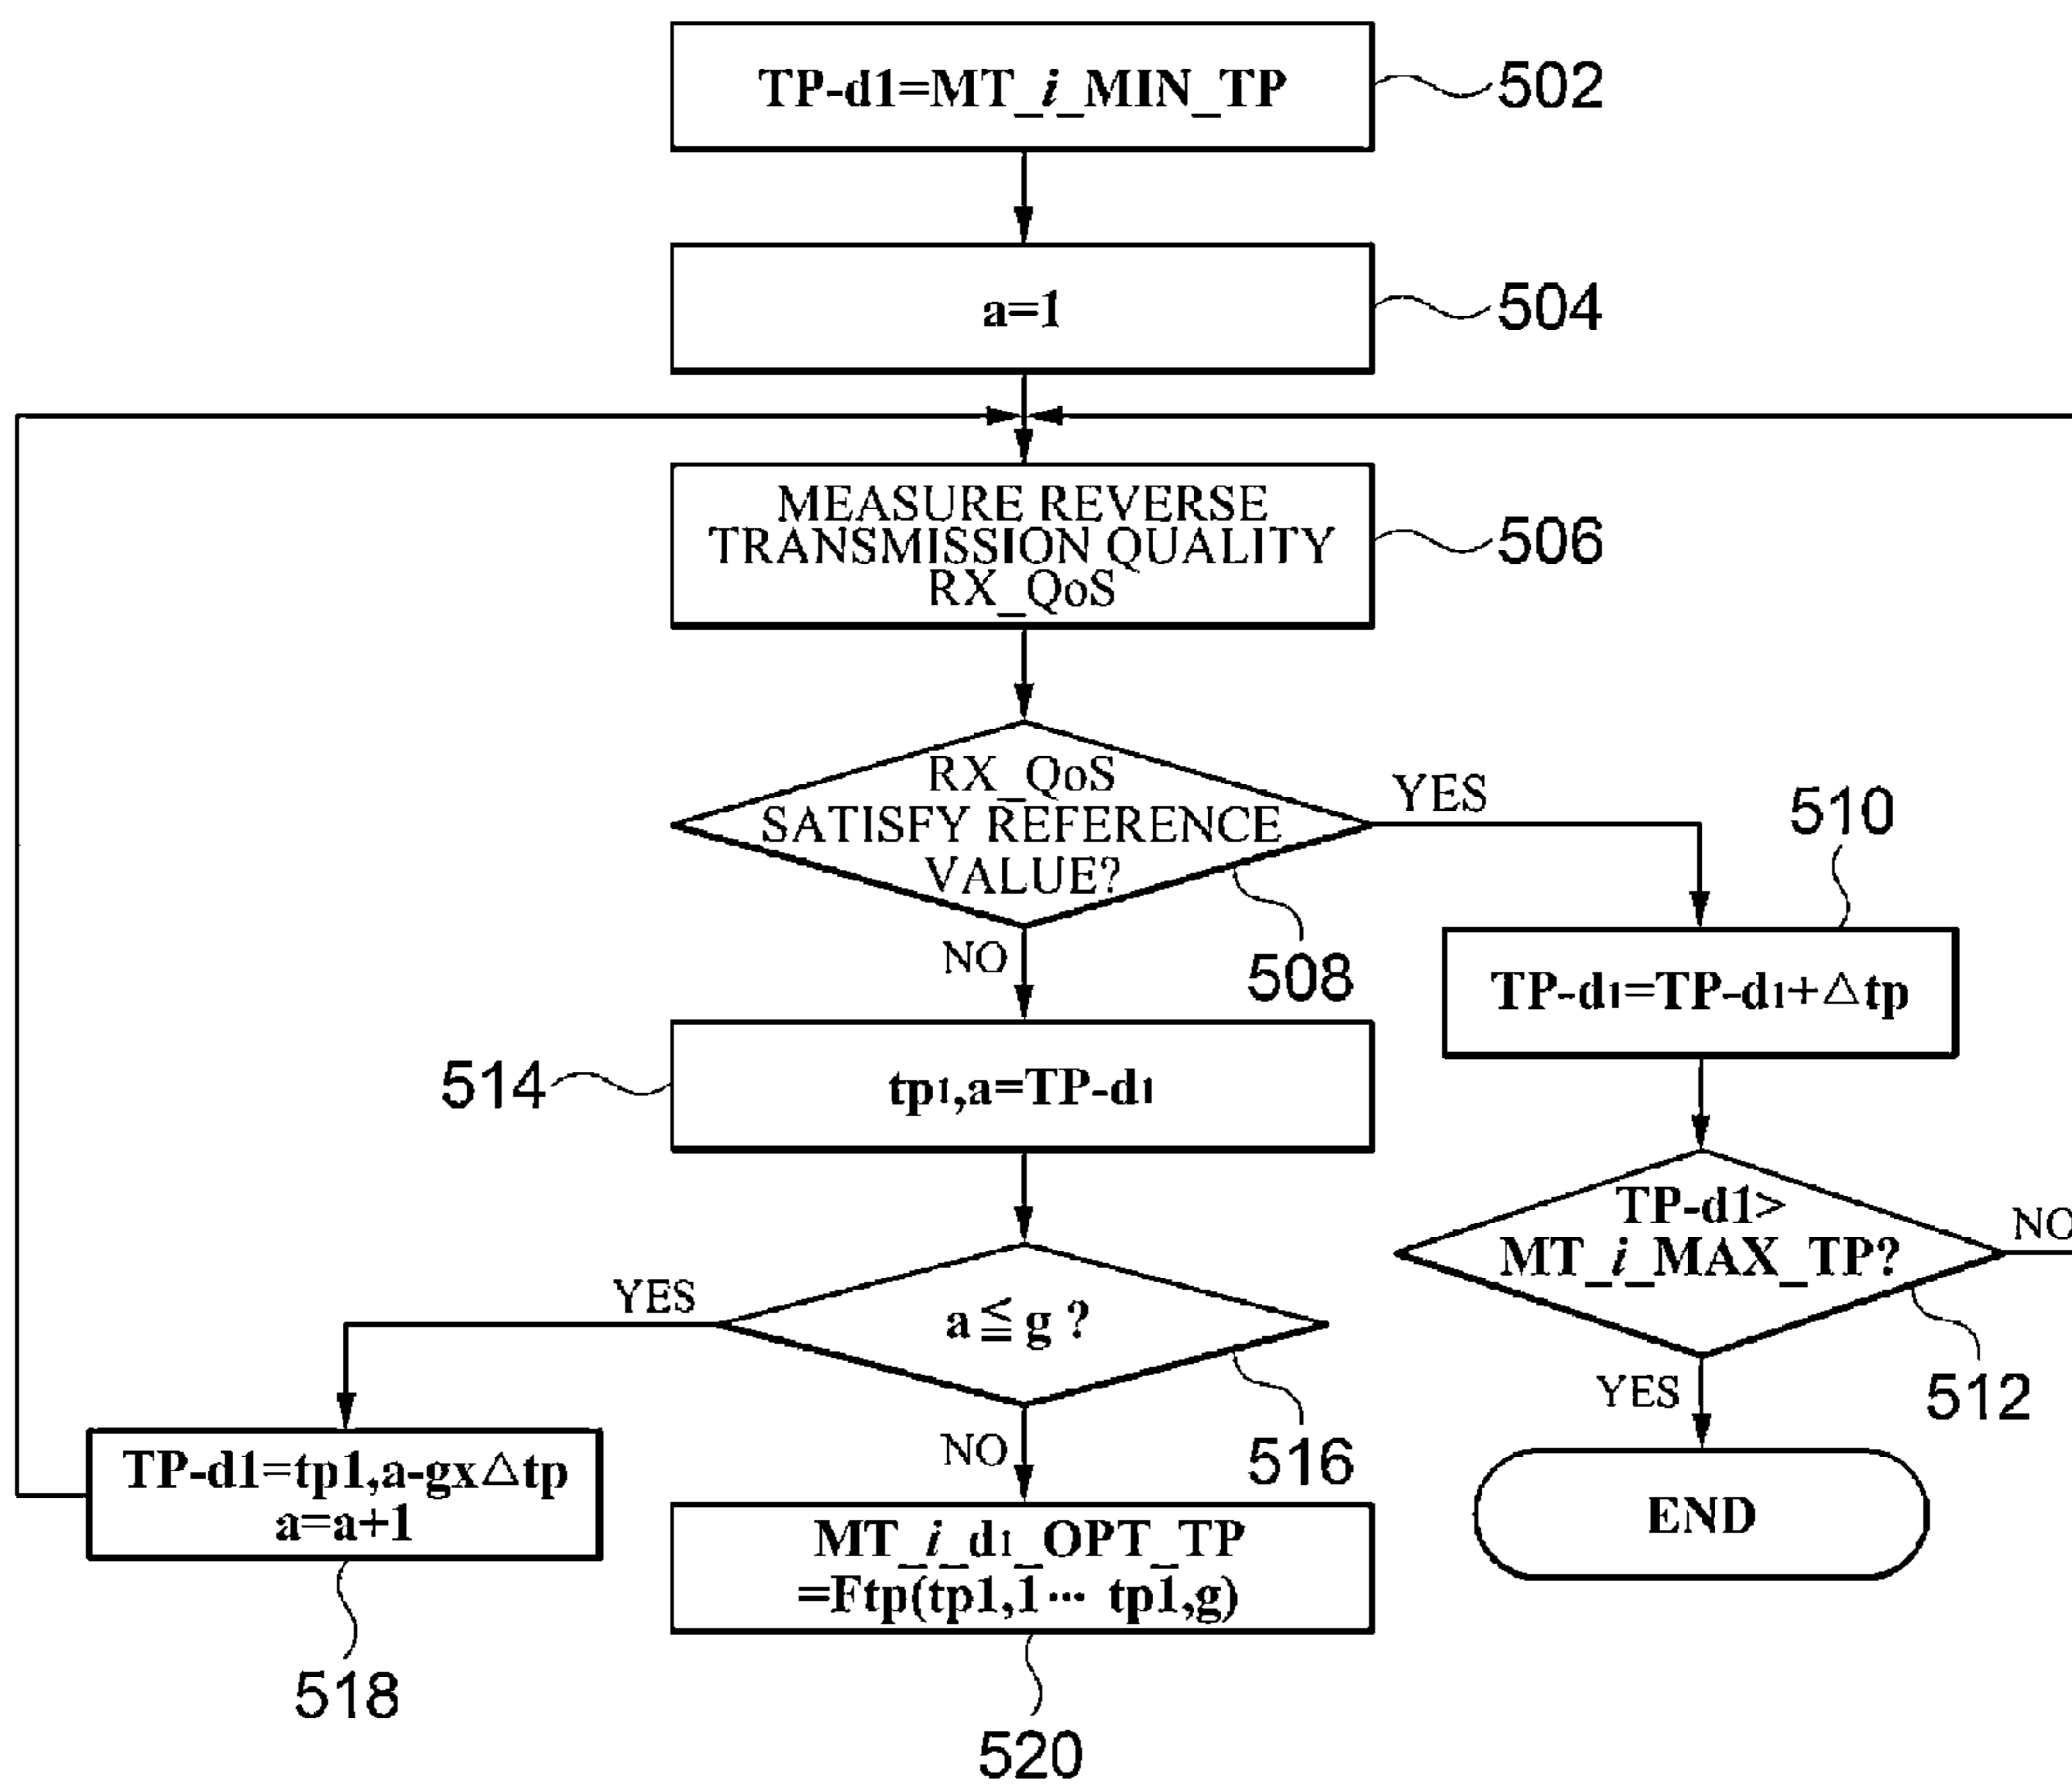 TP-d1=MT_i_MIN_TP
502
a=1
504
MEASURE REVERSE
TRANSMISSION QUALITY
RX_QoS
506
RX_QoS
SATISFY REFERENCE
VALUE?
YES
508
NO
510
TP-d1=TP-d1+△tp
514
tp1,a=TP-d1
TP-d1>
MT_i_MAX_TP?
NO
512
YES
END
a≦g ?
YES
516
NO
TP-d1=tp1,a-gx△tp
a=a+1
518
MT_i_d1_OPT_TP
=Ftp(tp1,1··· tp1,g)
520